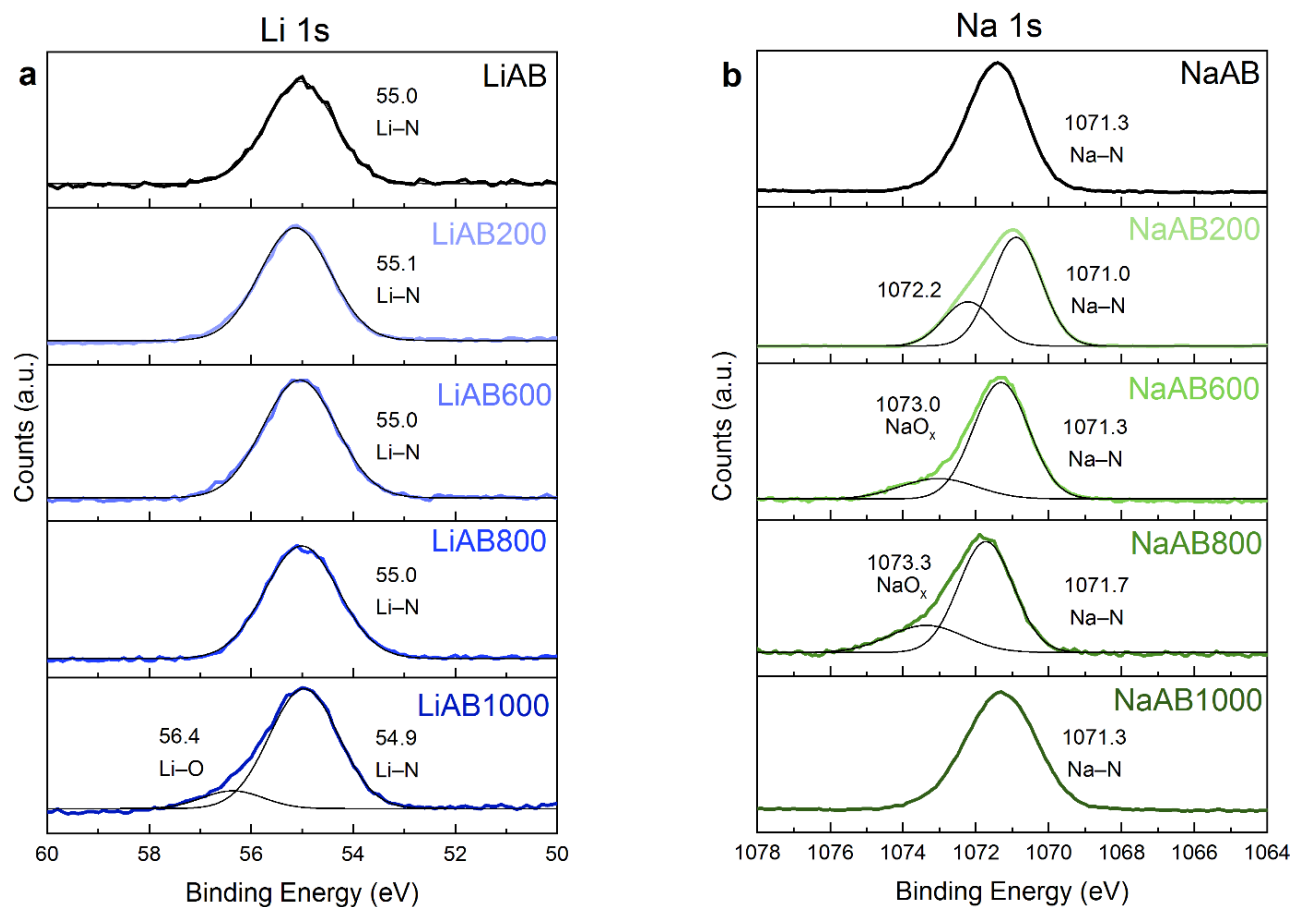 Li 1s
a
LiAB
55.0
Li–N
LiAB200
55.1
Li–N
LiAB600
55.0
Li–N
LiAB800
55.0
Li–N
LiAB1000
56.4
Li–O
54.9
Li–N
Counts (a.u.)
60 58 56 54 52 50
Binding Energy (eV)
Na 1s
b
NaAB
1071.3
Na–N
NaAB200
1072.2
1071.0
Na–N
NaAB600
1073.0
NaOₓ
1071.3
Na–N
NaAB800
1073.3
NaOₓ
1071.7
Na–N
NaAB1000
1071.3
Na–N
Counts (a.u.)
1078 1076 1074 1072 1070 1068 1066 1064
Binding Energy (eV)